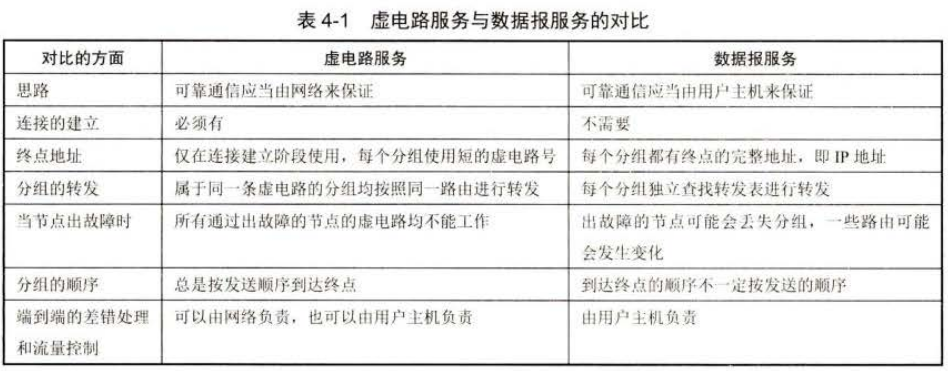 表 4-1 虚电路服务与数据报服务的对比
对比的方面 虚电路服务 数据报服务
思路 可靠通信应当由网络来保证 可靠通信应当由用户主机来保证
连接的建立 必须有 不需要
终点地址 仅在连接建立阶段使用，每个分组使用短的虚电路号 每个分组都有终点的完整地址，即 IP 地址
分组的转发 属于同一条虚电路的分组均按照同一路由进行转发 每个分组独立查找转发表进行转发
当节点出故障时 所有通过出故障的节点的虚电路均不能工作 出故障的节点可能会丢失分组，一些路由可能
会发生变化
分组的顺序 总是按发送顺序到达终点 到达终点的顺序不一定按发送的顺序
端到端的差错处理 可以由网络负责，也可以由用户主机负责 由用户主机负责
和流量控制